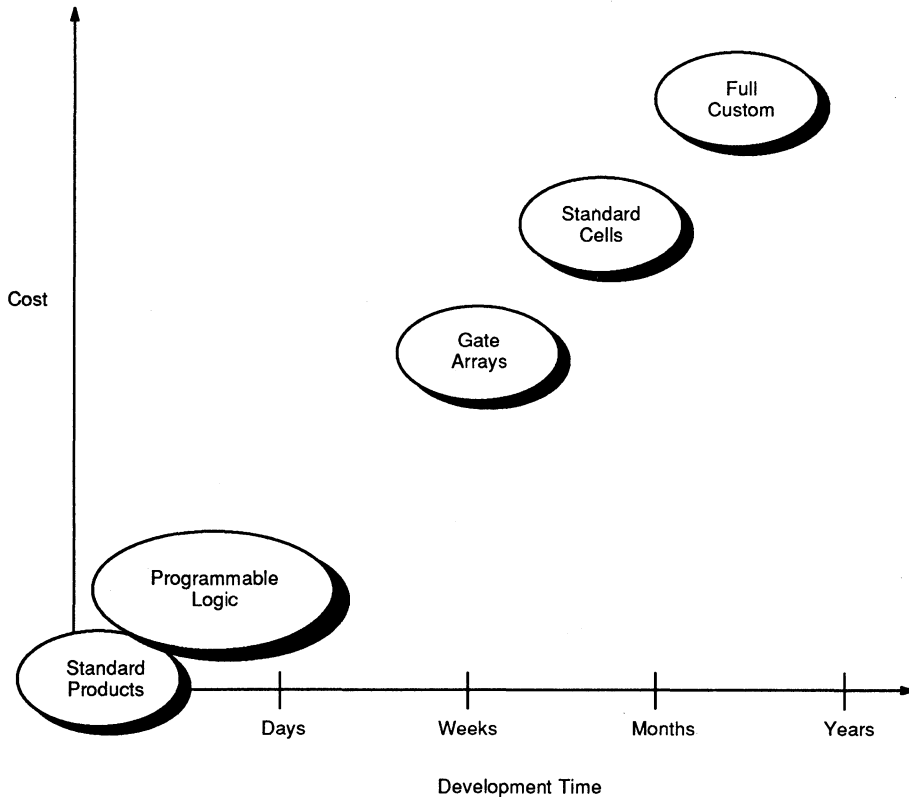 Full
Custom
Standard
Cells
Cost
Gate
Arrays
Programmable
Logic
Standard
Products
Days
Weeks
Months
Years
Development Time